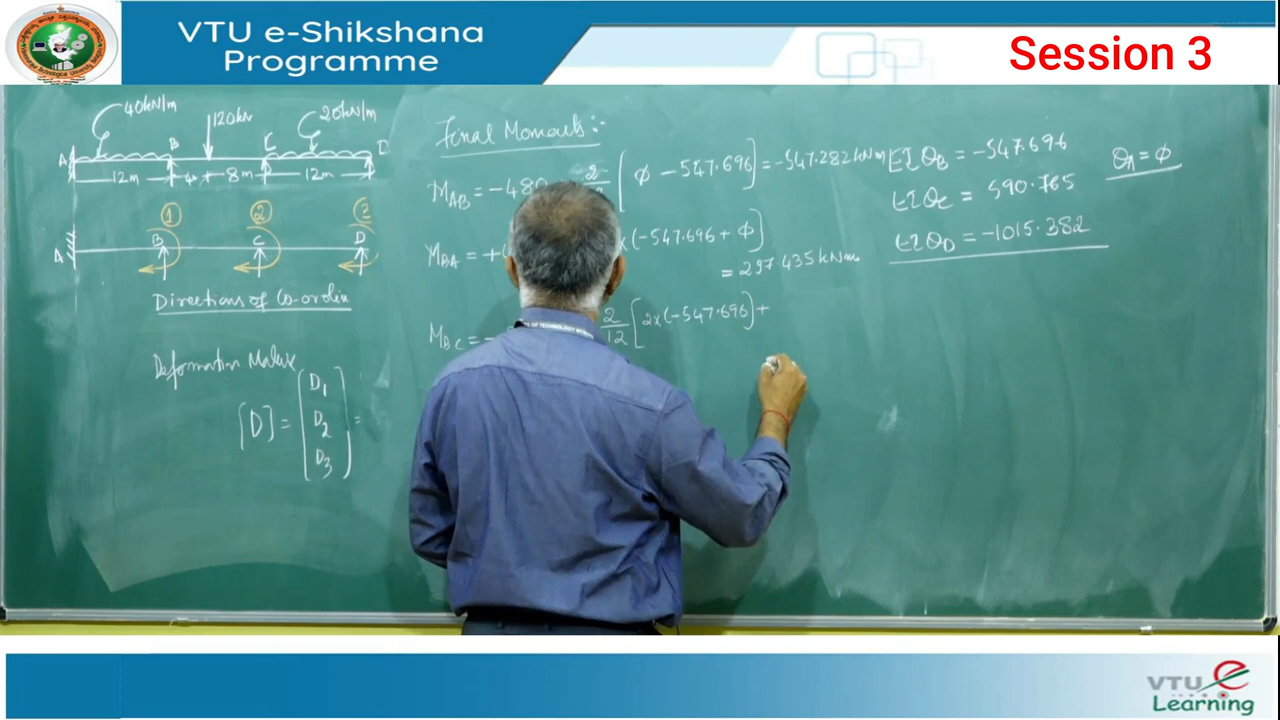 VTU e-Shikshana
Programme
Session 3
40kN/m
120kN
20kN/m
A B C D
12m 4 8m 12m
1 2 3
A B C D
Directions of Co-ordin
Deformation Matrix
[D] = [D1 D2 D3] =
Final Moments :-
MAB = -480 2 [ϕ - 547.696] = -547.282 kNm
MBA = + x(-547.696 + ϕ]
= 297.435 kNm
MBC = - 2/12 [2x(-547.696) +
EIθB = -547.696
EIθC = 590.765
EIθD = -1015.382
θA = ϕ
OF TECHNOLOGY
VTU e
Learning